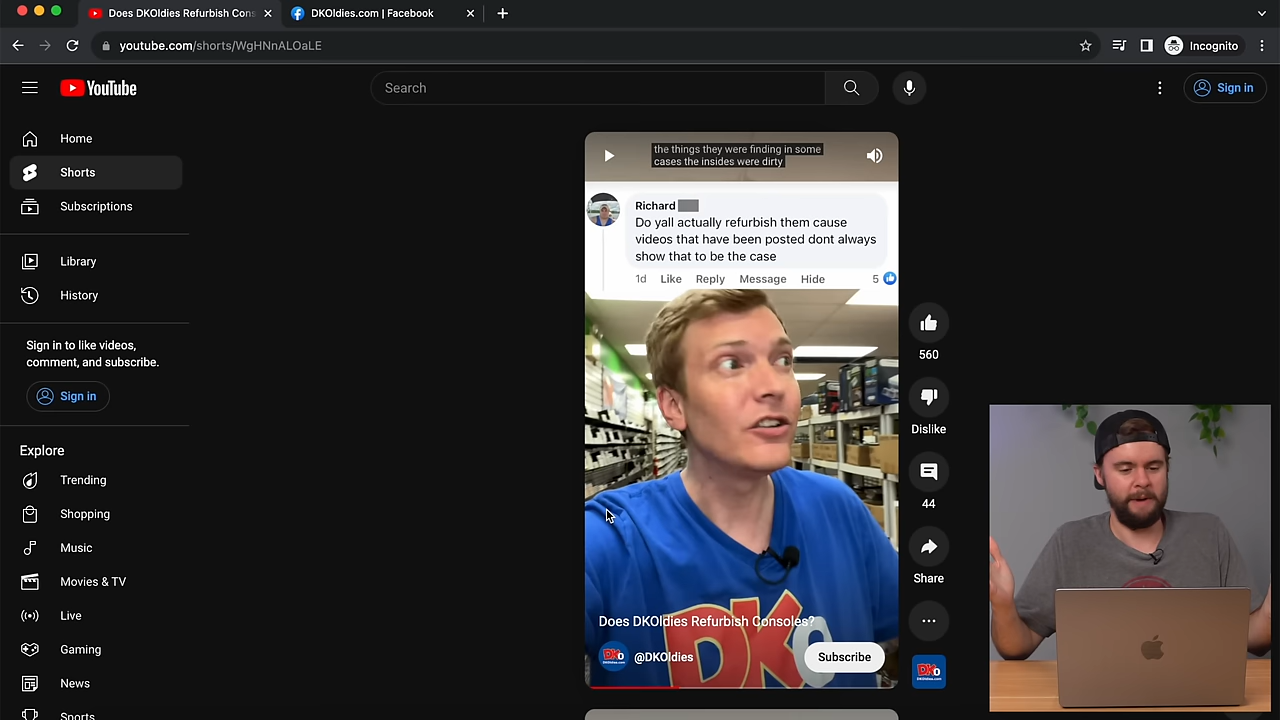 Does DKOldies Refurbish Cons
DKOldies.com | Facebook
youtube.com/shorts/WgHNnALOaLE
Incognito
YouTube
Search
Sign in
Home
Shorts
Subscriptions
Library
History
Sign in to like videos,
comment, and subscribe.
Sign in
Explore
Trending
Shopping
Music
Movies & TV
Live
Gaming
News
Sports
the things they were finding in some
cases the insides were dirty
Richard
Do yall actually refurbish them cause
videos that have been posted dont always
show that to be the case
1d Like Reply Message Hide 5
DKO
Does DKOldies Refurbish Consoles?
DKO
@DKOldies
Subscribe
560
Dislike
44
Share
DKO